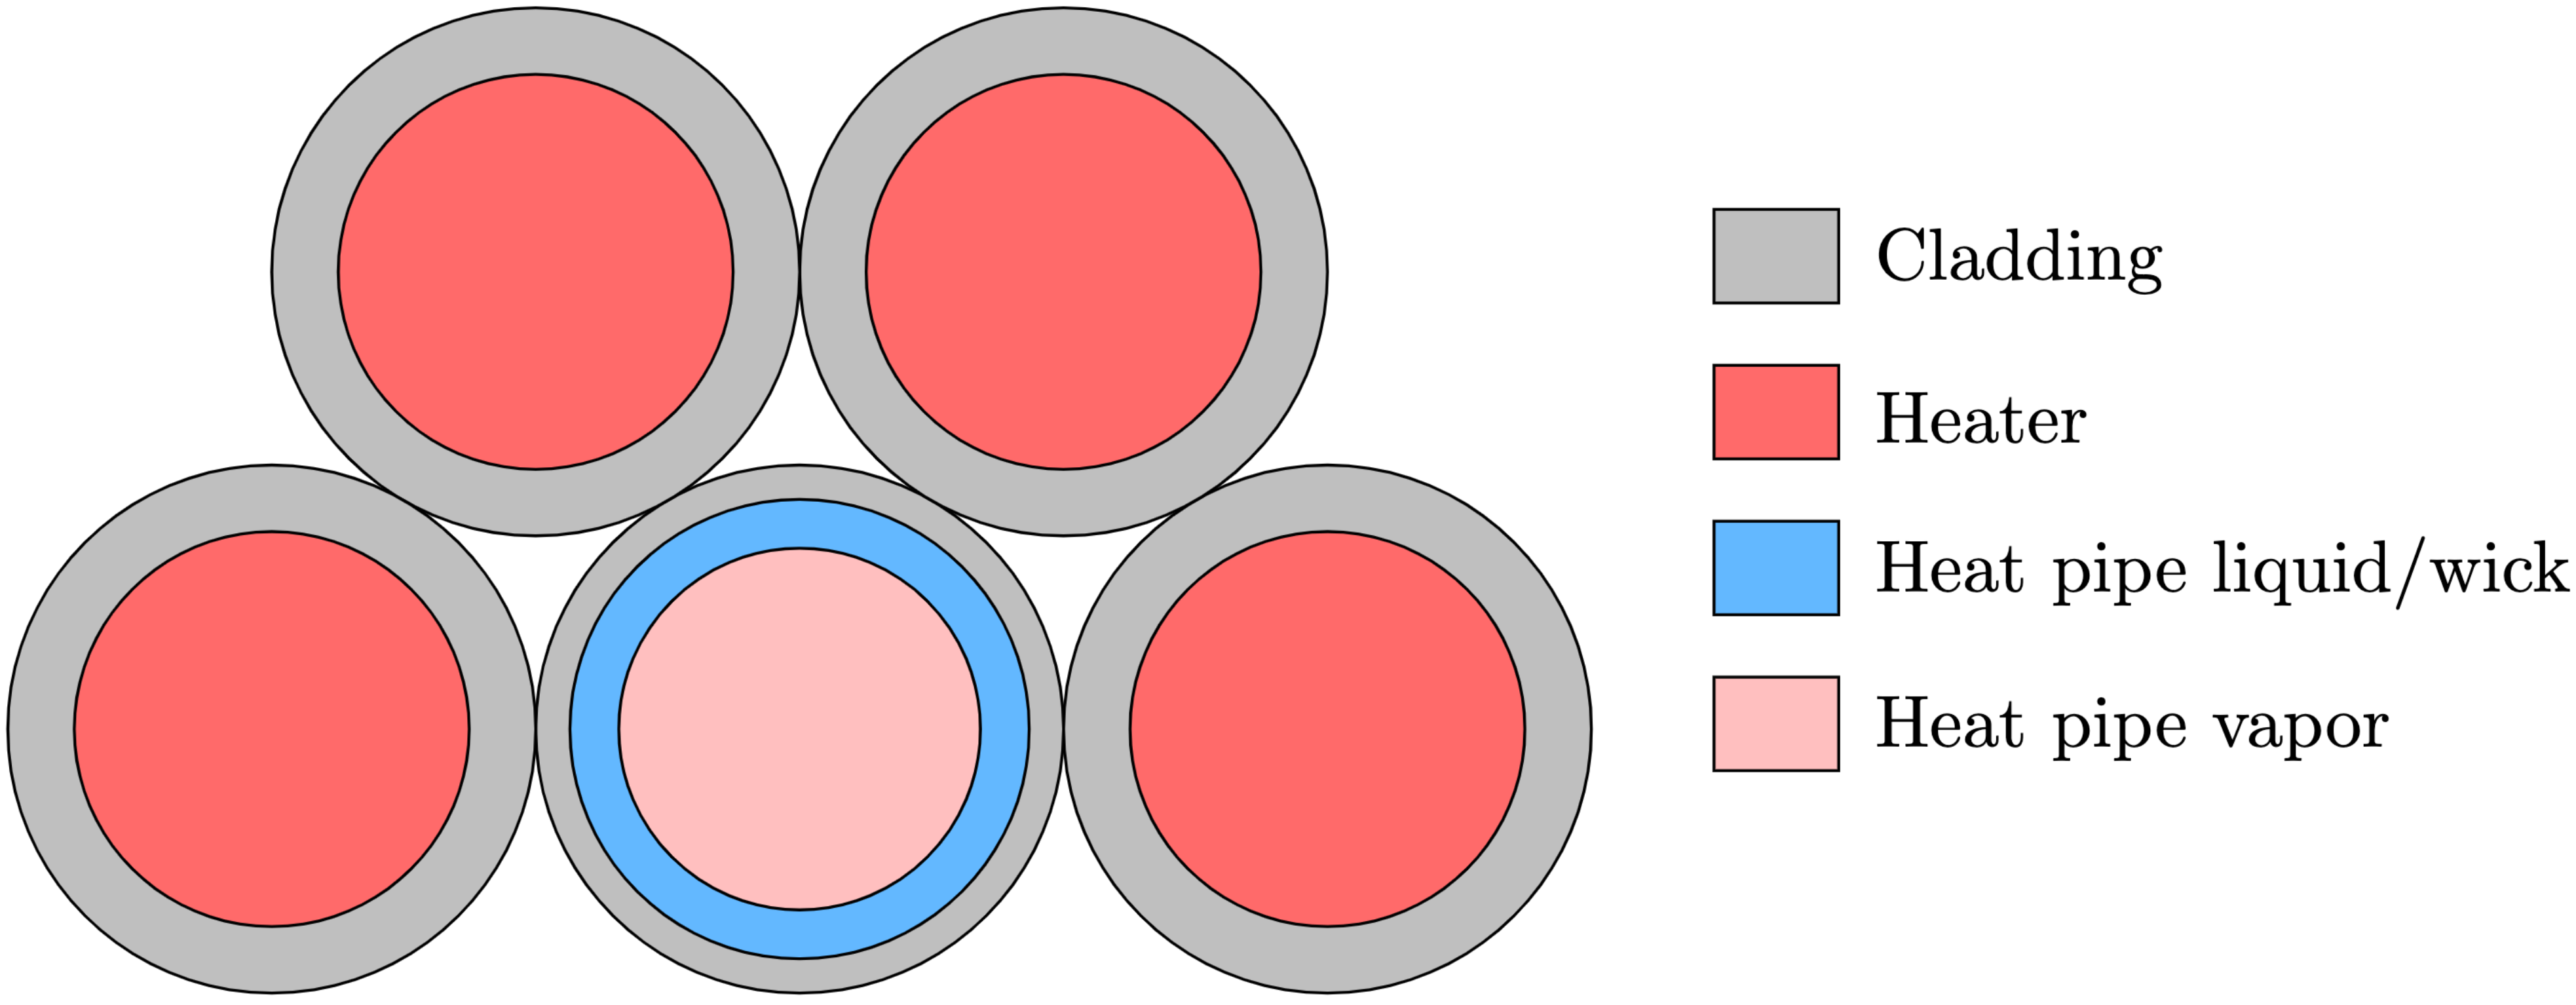 Cladding
Heater
Heat pipe liquid/wick
Heat pipe vapor